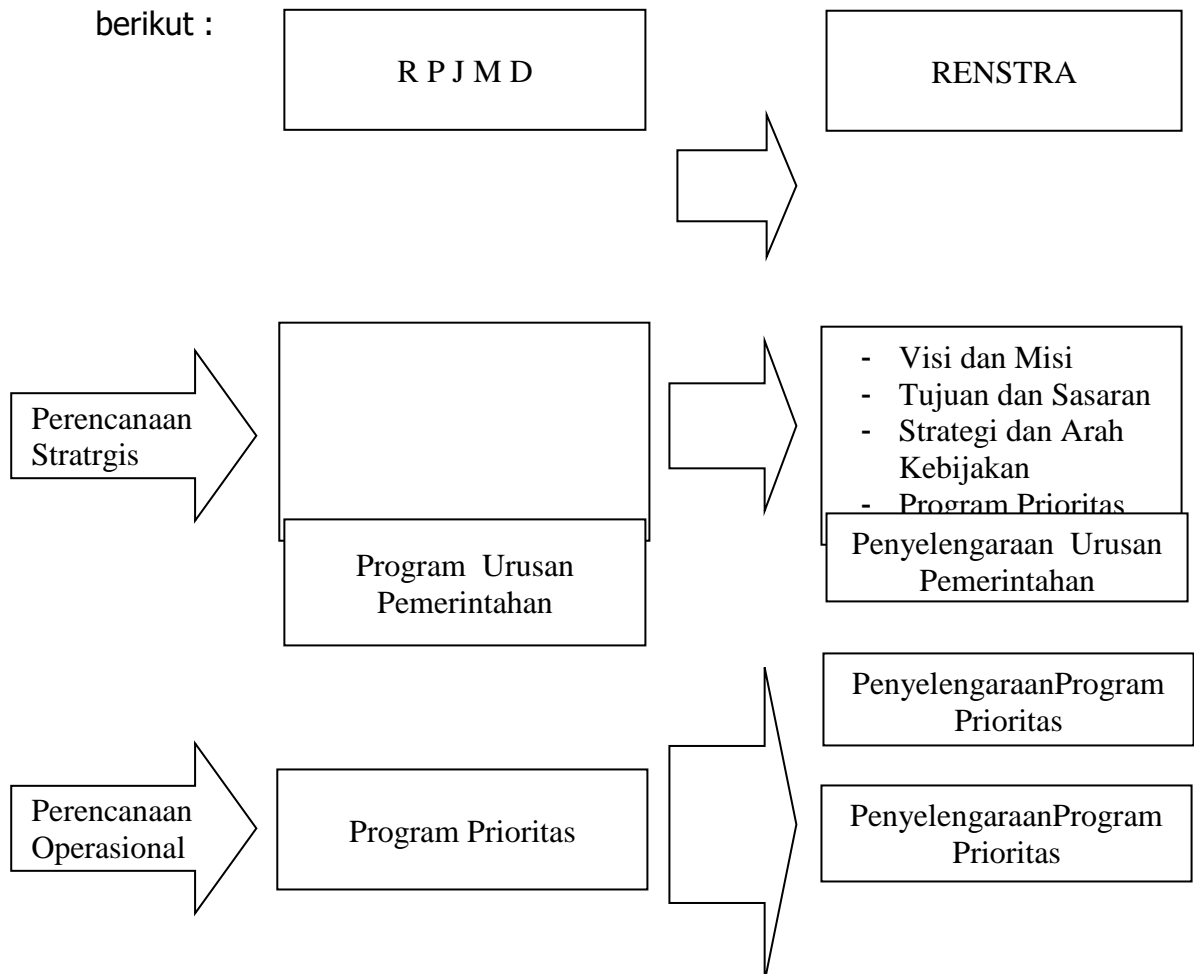 berikut :
R P J M D
RENSTRA
Perencanaan
Stratrgis
- Visi dan Misi
- Tujuan dan Sasaran
- Strategi dan Arah
Kebijakan
- Program Prioritas
Program Urusan
Pemerintahan
Penyelengaraan Urusan
Pemerintahan
PenyelengaraanProgram
Prioritas
Perencanaan
Operasional
Program Prioritas
PenyelengaraanProgram
Prioritas